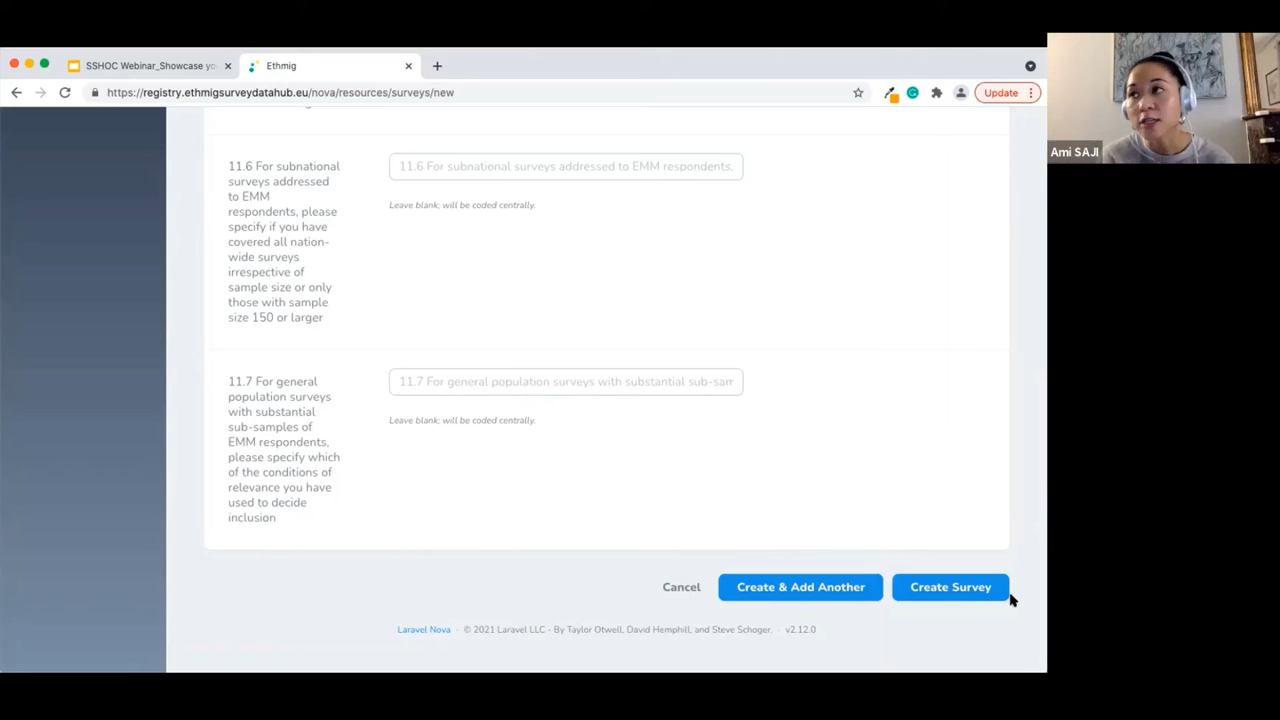 SSHOC Webinar_Showcase yo
Ethmig
https://registry.ethmigsurveydatahub.eu/nova/resources/surveys/new
Update
Ami SAJI
11.6 For subnational
surveys addressed
to EMM
respondents, please
specify if you have
covered all nation-
wide surveys
irrespective of
sample size or only
those with sample
size 150 or larger
11.6 For subnational surveys addressed to EMM respondents,
Leave blank; will be coded centrally.
11.7 For general
population surveys
with substantial
sub-samples of
EMM respondents,
please specify which
of the conditions of
relevance you have
used to decide
inclusion
11.7 For general population surveys with substantial sub-sam
Leave blank; will be coded centrally.
Cancel
Create & Add Another
Create Survey
Laravel Nova · © 2021 Laravel LLC - By Taylor Otwell, David Hemphill, and Steve Schoger. · v2.12.0